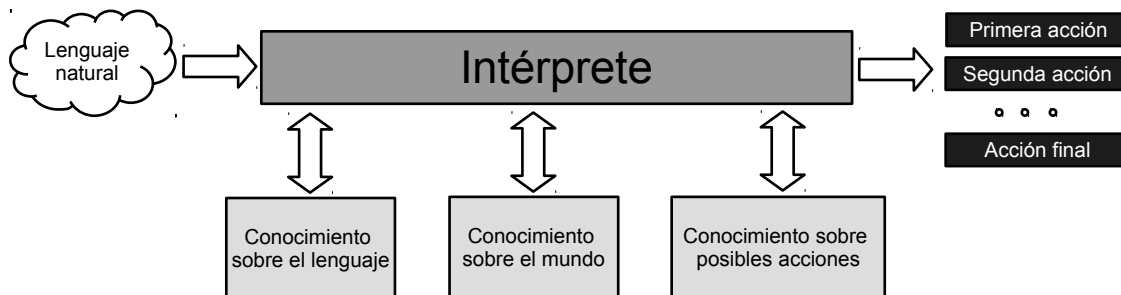 Lenguaje
natural
Intérprete
Primera acción
Segunda acción
Acción final
Conocimiento
sobre el lenguaje
Conocimiento
sobre el mundo
Conocimiento sobre
posibles acciones